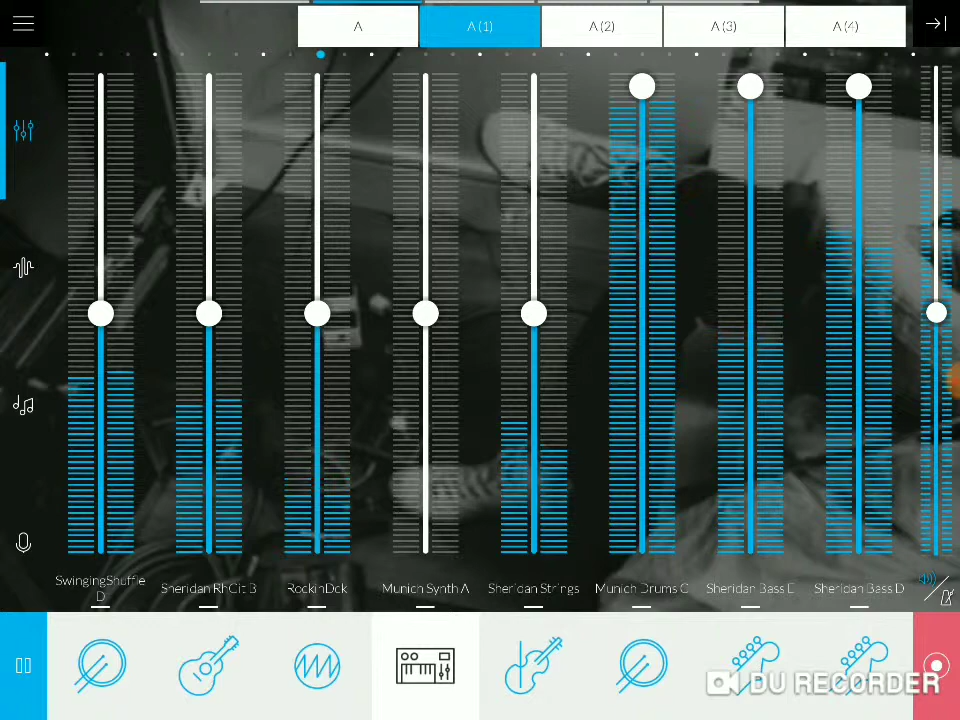 A
A (1)
A (2)
A (3)
A (4)
SwingingShuffle
D
Sheridan RhGit B
RockinDck
Munich Synth A
Sheridan Strings
Munich Drums C
Sheridan Bass E
Sheridan Bass D
DU RECORDER